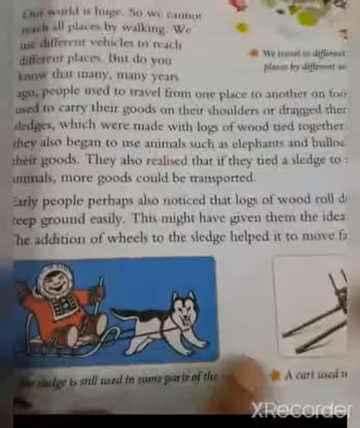 Our world is huge. So we cannot
reach all places by walking. We
use different vehicles to reach
different places. But do you
know that many, many years
We travel to different
places by different
ago, people used to travel from one place to another on foo
used to carry their goods on their shoulders or dragged ther
sledges, which were made with logs of wood tied together
they also began to use animals such as elephants and bulloc
their goods. They also realised that if they tied a sledge to
animals, more goods could be transported.
Early people perhaps also noticed that logs of wood roll d
teep ground easily. This might have given them the idea
he addition of wheels to the sledge helped it to move fa
sledge is still used in some parts of the
A cart used
XRecorder